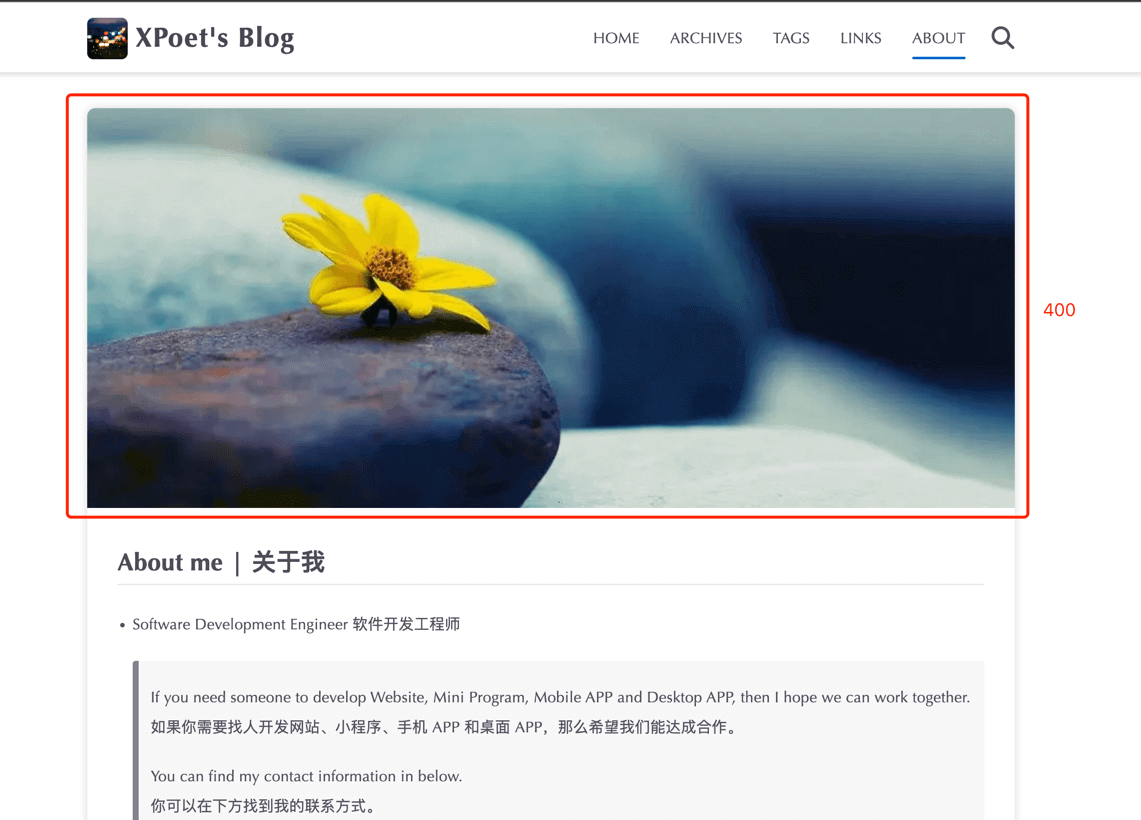 XPoet's Blog
HOME ARCHIVES TAGS LINKS ABOUT
400
About me | 关于我
• Software Development Engineer 软件开发工程师
If you need someone to develop Website, Mini Program, Mobile APP and Desktop APP, then I hope we can work together.
如果你需要找人开发网站、小程序、手机 APP 和桌面 APP，那么希望我们能达成合作。
You can find my contact information in below.
你可以在下方找到我的联系方式。